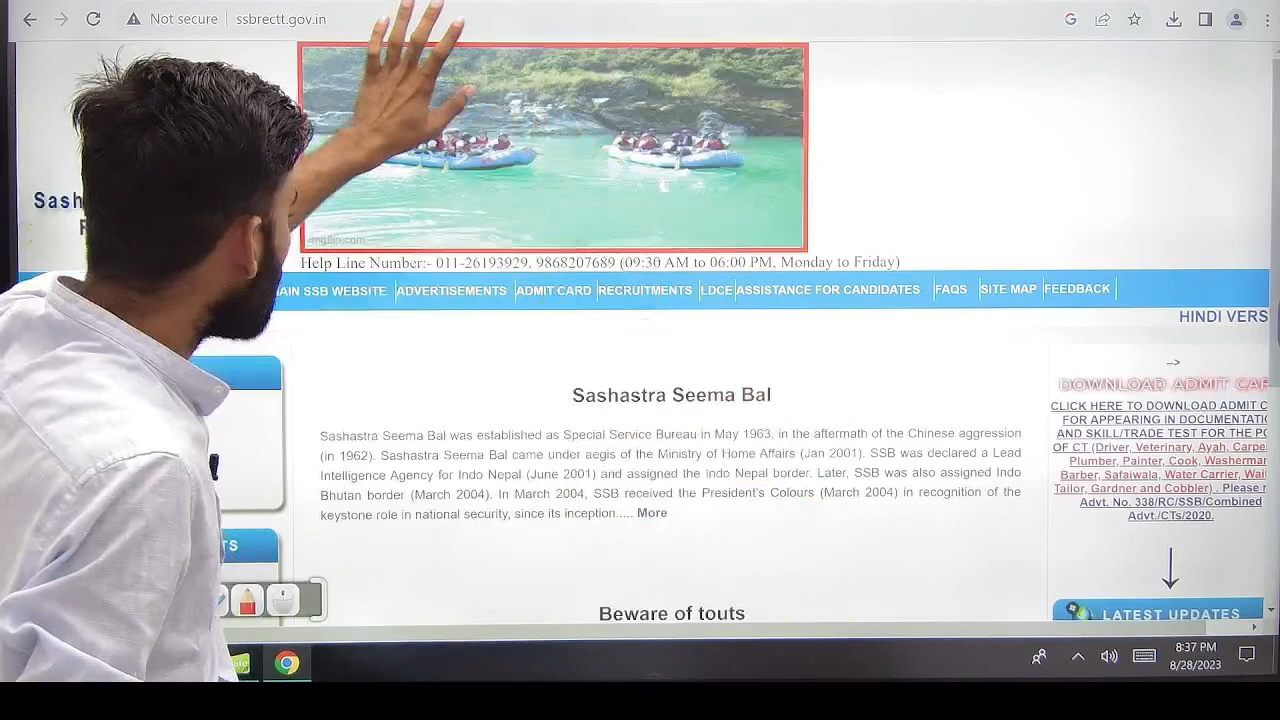 Not secure
ssbrectt.gov.in
Sash
imgflip.com
Help Line Number:- 011-26193929, 9868207689 (09:30 AM to 06:00 PM, Monday to Friday)
AIN SSB WEBSITE ADVERTISEMENTS ADMIT CARD RECRUITMENTS LDCE ASSISTANCE FOR CANDIDATES FAQS SITE MAP FEEDBACK
HINDI VERS
-->
Sashastra Seema Bal
DOWNLOAD ADMIT CAR
Sashastra Seema Bal was established as Special Service Bureau in May 1963, in the aftermath of the Chinese aggression
(in 1962). Sashastra Seema Bal came under aegis of the Ministry of Home Affairs (Jan 2001). SSB was declared a Lead
Intelligence Agency for Indo Nepal (June 2001) and assigned the Indo Nepal border. Later, SSB was also assigned Indo
Bhutan border (March 2004). In March 2004, SSB received the President's Colours (March 2004) in recognition of the
keystone role in national security, since its inception..... More
CLICK HERE TO DOWNLOAD ADMIT C
FOR APPEARING IN DOCUMENTATIO
AND SKILL/TRADE TEST FOR THE PO
OF CT (Driver, Veterinary, Ayah, Carpe
Plumber, Painter, Cook, Washerman
Barber, Safaiwala, Water Carrier, Wai
Tailor, Gardner and Cobbler) . Please r
Advt. No. 338/RC/SSB/Combined
Advt./CTs/2020.
TS
Beware of touts
LATEST UPDATES
8:37 PM
8/28/2023